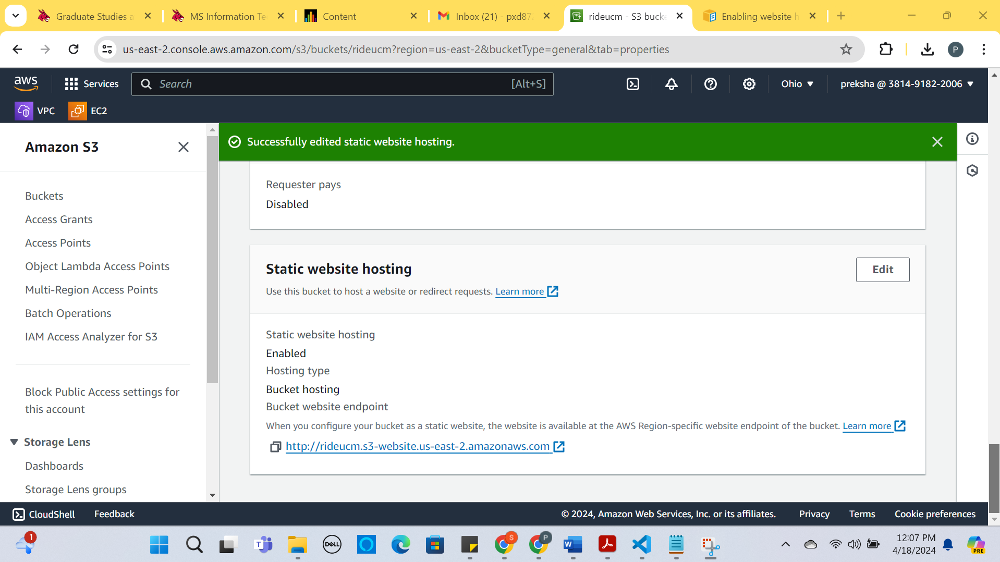 Graduate Studies a
MS Information Te
Content
Inbox (21) - pxd87
rideucm - S3 bucke
Enabling website h
us-east-2.console.aws.amazon.com/s3/buckets/rideucm?region=us-east-2&bucketType=general&tab=properties
P
aws
Services
Search
[Alt+S]
Ohio
preksha @ 3814-9182-2006
VPC
EC2
Amazon S3
Successfully edited static website hosting.
Buckets
Access Grants
Access Points
Object Lambda Access Points
Multi-Region Access Points
Batch Operations
IAM Access Analyzer for S3
Block Public Access settings for
this account
Storage Lens
Dashboards
Storage Lens groups
Requester pays
Disabled
Static website hosting
Edit
Use this bucket to host a website or redirect requests. Learn more
Static website hosting
Enabled
Hosting type
Bucket hosting
Bucket website endpoint
When you configure your bucket as a static website, the website is available at the AWS Region-specific website endpoint of the bucket. Learn more
http://rideucm.s3-website.us-east-2.amazonaws.com
CloudShell
Feedback
© 2024, Amazon Web Services, Inc. or its affiliates.
Privacy
Terms
Cookie preferences
1
T
DELL
S
P
W
12:07 PM
4/18/2024
PRE